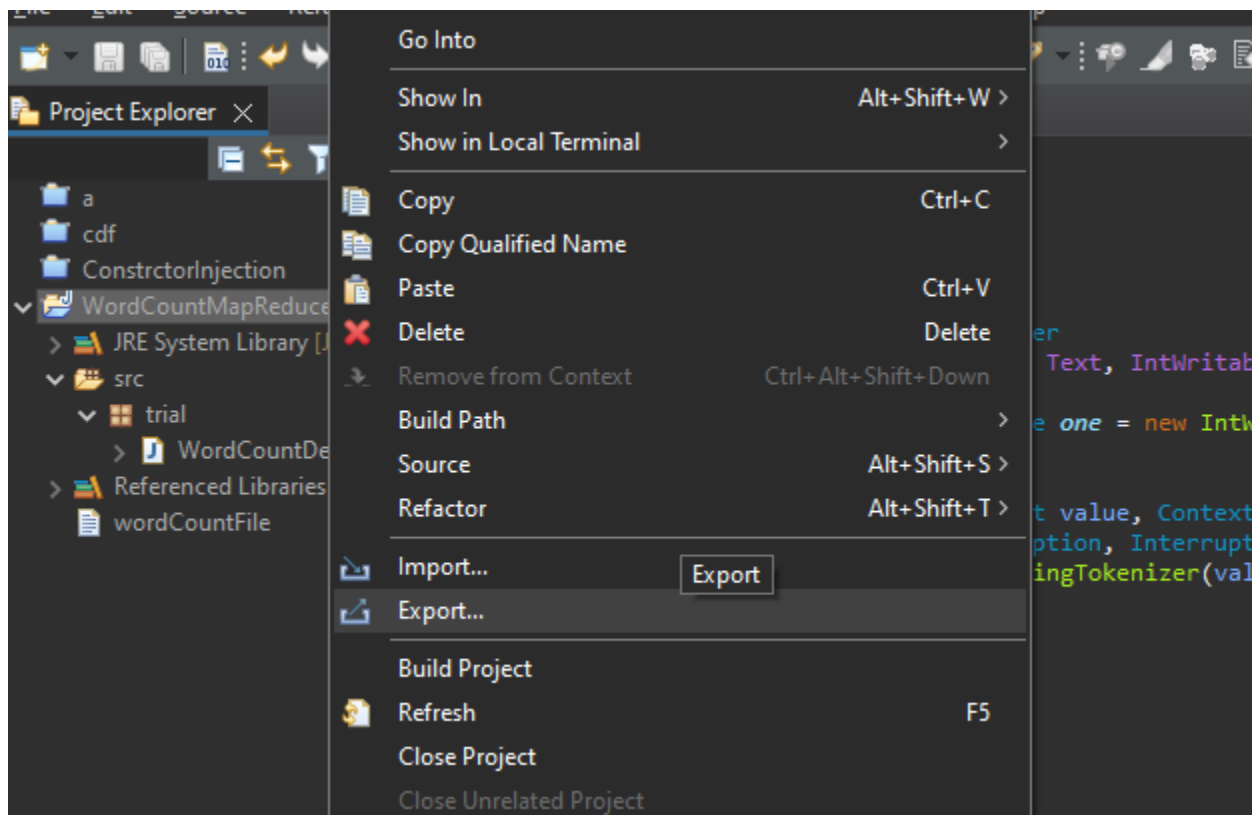 Project Explorer
a
cdf
ConstrctorInjection
WordCountMapReduce
JRE System Library [J
src
trial
WordCountDe
Referenced Libraries
wordCountFile
Go Into
Show In Alt+Shift+W >
Show in Local Terminal >
Copy Ctrl+C
Copy Qualified Name
Paste Ctrl+V
Delete Delete
Remove from Context Ctrl+Alt+Shift+Down
Build Path >
Source Alt+Shift+S >
Refactor Alt+Shift+T >
Import...
Export
Export...
Build Project
Refresh F5
Close Project
Close Unrelated Project
er
Text, IntWritab
e one = new IntW
t value, Context
ption, Interrupt
ingTokenizer(val